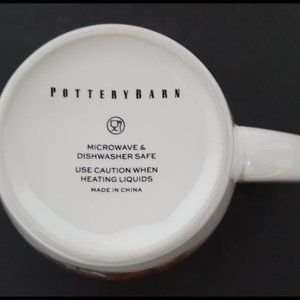 POTTERYBARN
MICROWAVE &
DISHWASHER SAFE
USE CAUTION WHEN
HEATING LIQUIDS
MADE IN CHINA